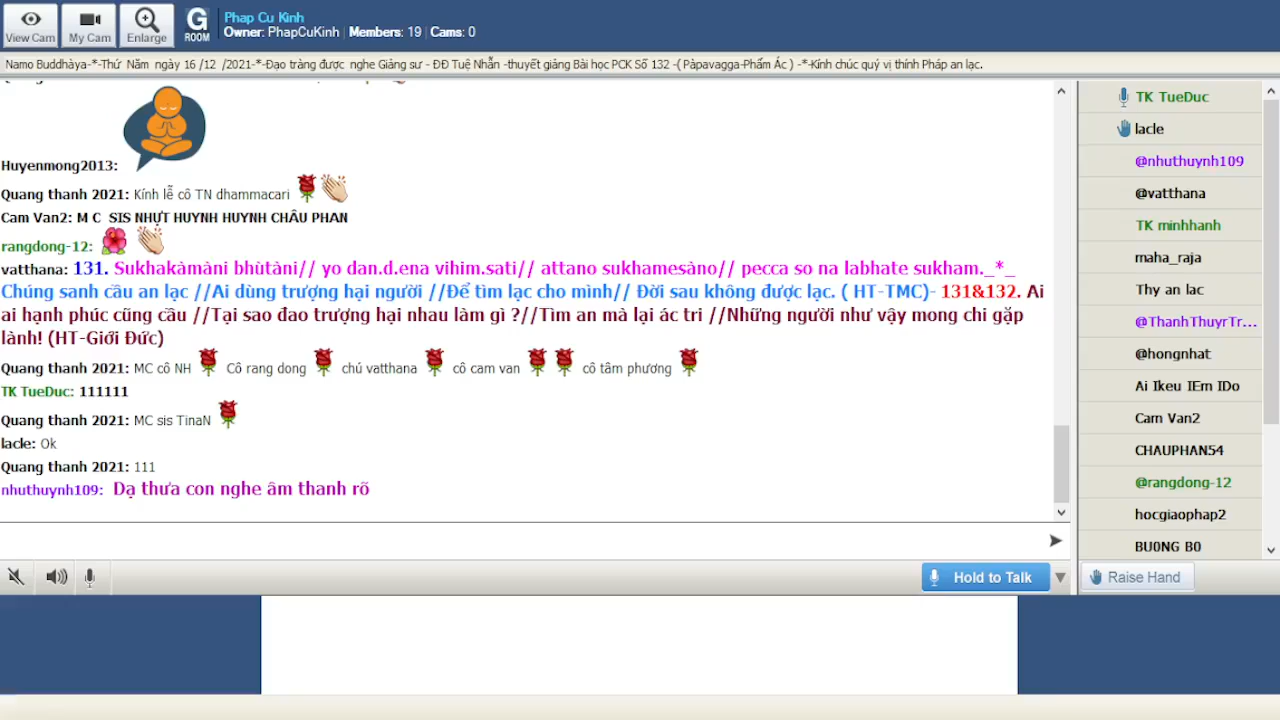 Phap Cu Kinh
Owner: PhapCuKinh | Members: 19 | Cams: 0
View Cam
My Cam
Enlarge
G
ROOM
Namo Buddhàya-*-Thứ Năm ngày 16 /12 /2021-*-Đạo tràng được nghe Giảng sư - ĐĐ Tuệ Nhẫn -thuyết giảng Bài học PCK Số 132 -( Pàpavagga-Phẩm Ác ) -*-Kính chúc quý vị thính Pháp an lạc.
Huyenmong2013:
Quang thanh 2021: Kính lễ cô TN dhammacari
Cam Van2: M C SIS NHỰT HUYNH HUYNH CHÂU PHAN
rangdong-12:
vatthana: 131. Sukhakàmàni bhùtàni// yo dan.d.ena vihim.sati// attano sukhamesàno// pecca so na labhate sukham._*_
Chúng sanh cầu an lạc //Ai dùng trượng hại người //Để tìm lạc cho mình// Đời sau không được lạc. ( HT-TMC)- 131&132. Ai
ai hạnh phúc cũng cầu //Tại sao đao trượng hại nhau làm gì ?//Tìm an mà lại ác tri //Những người như vậy mong chi gặp
lành! (HT-Giới Đức)
Quang thanh 2021: MC cô NH Cô rang dong chú vatthana cô cam van cô tâm phương
TK TueDuc: 111111
Quang thanh 2021: MC sis TinaN
lacle: Ok
Quang thanh 2021: 111
nhuthuynh109: Dạ thưa con nghe âm thanh rõ
Hold to Talk
TK TueDuc
lacle
@nhuthuynh109
@vatthana
TK minhhanh
maha_raja
Thy an lac
@ThanhThuyrTr...
@hongnhat
Ai Ikeu IEm IDo
Cam Van2
CHAUPHAN54
@rangdong-12
hocgiaophap2
BU0NG B0
Raise Hand